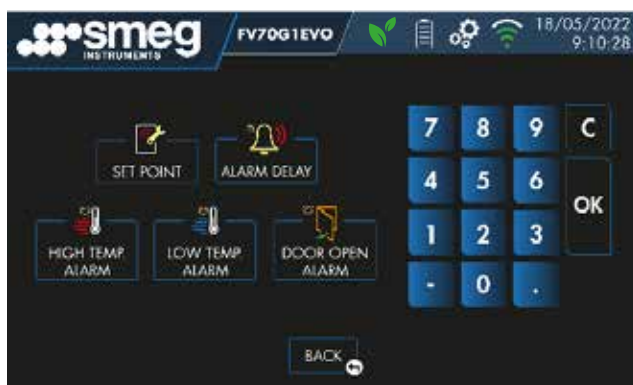 smeg
INSTRUMENTS
FV70G1EVO
18/05/2022
9:10:28
SET POINT
ALARM DELAY
HIGH TEMP
ALARM
LOW TEMP
ALARM
DOOR OPEN
ALARM
7 8 9 C
4 5 6
OK
1 2 3
- 0 .
BACK